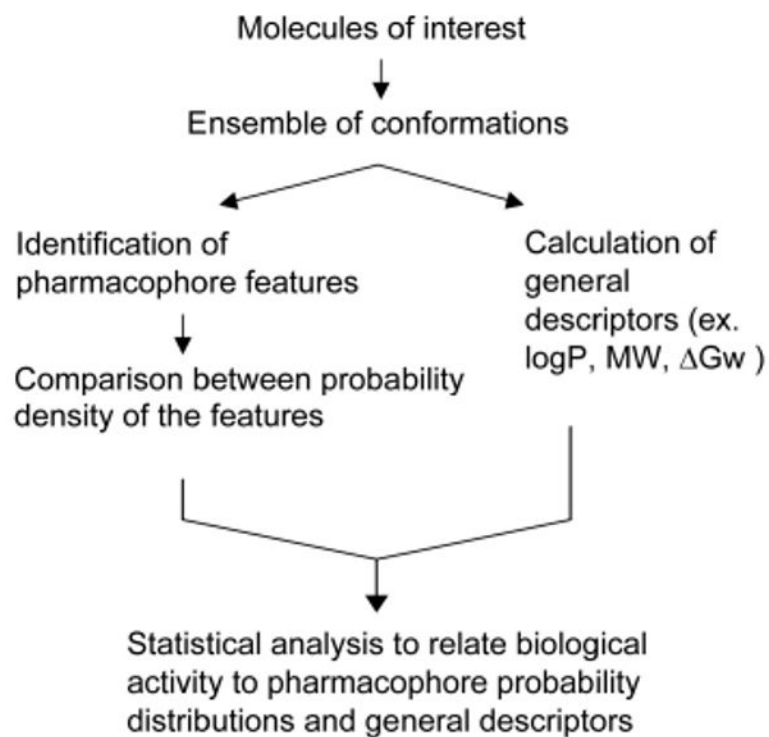 Molecules of interest
Ensemble of conformations
Identification of
pharmacophore features
Comparison between probability
density of the features
Calculation of
general
descriptors (ex.
logP, MW, ΔGw )
Statistical analysis to relate biological
activity to pharmacophore probability
distributions and general descriptors